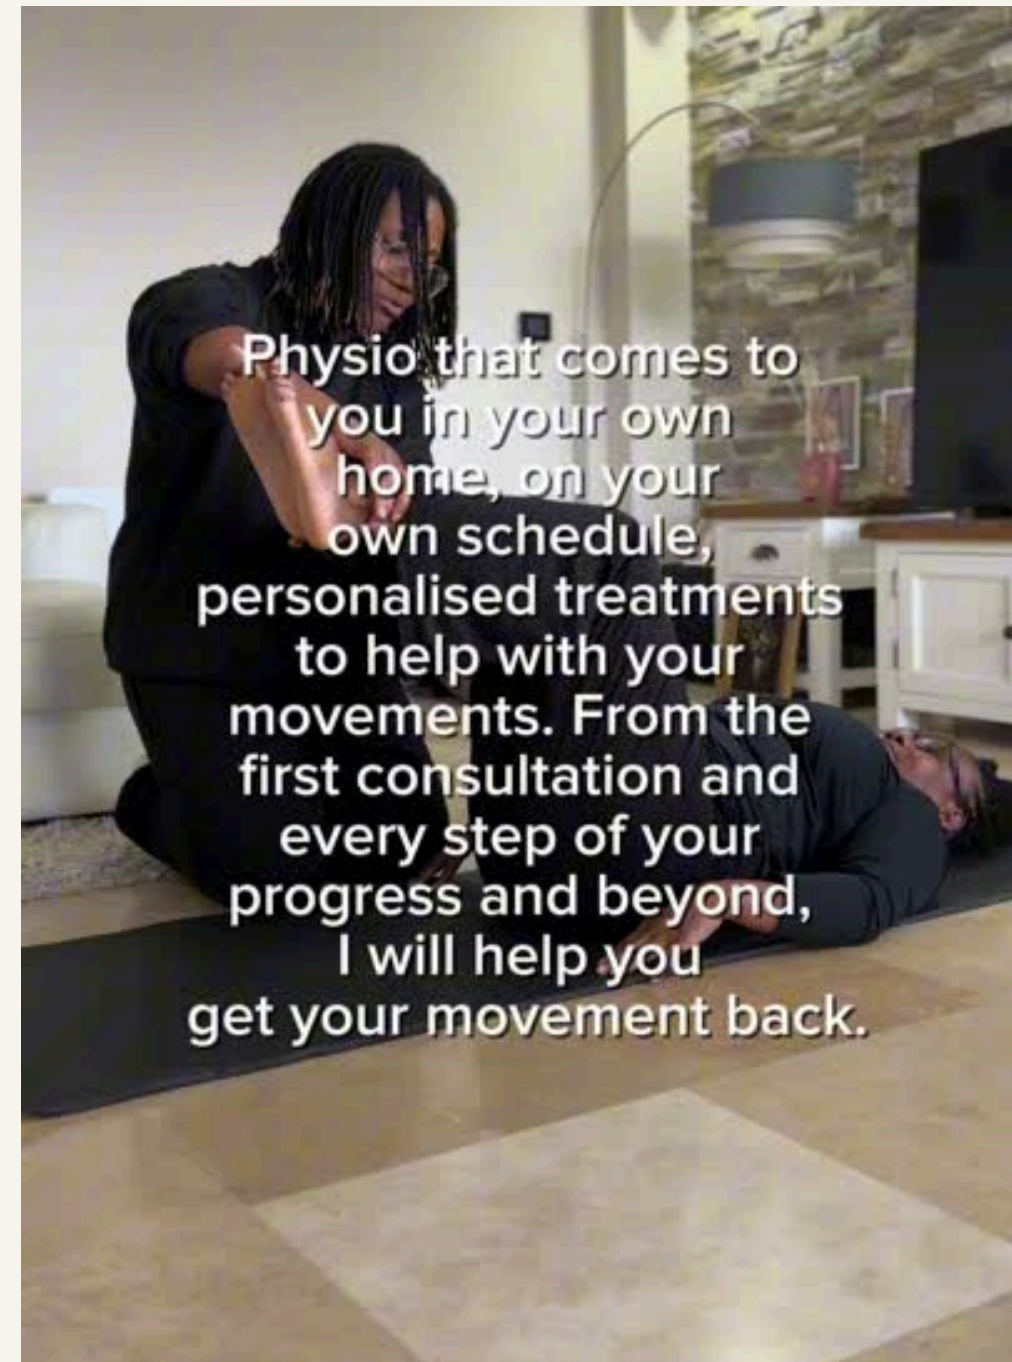 Physio that comes to
you in your own
home, on your
own schedule,
personalised treatments
to help with your
movements. From the
first consultation and
every step of your
progress and beyond,
I will help you
get your movement back.